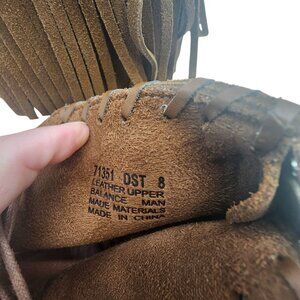 71351 DST 8
LEATHER UPPER
BALANCE MAN
MADE MATERIALS
MADE IN CHINA